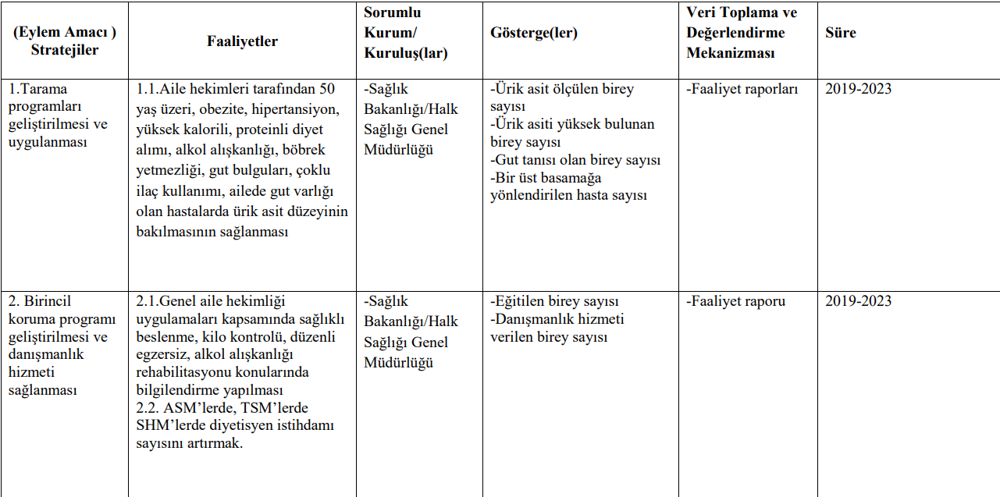 (Eylem Amacı )
Stratejiler
Faaliyetler
Sorumlu
Kurum/
Kuruluş(lar)
Gösterge(ler)
Veri Toplama ve
Değerlendirme
Mekanizması
Süre
1.Tarama
programları
geliştirilmesi ve
uygulanması
1.1.Aile hekimleri tarafından 50
yaş üzeri, obezite, hipertansiyon,
yüksek kalorili, proteinli diyet
alımı, alkol alışkanlığı, böbrek
yetmezliği, gut bulguları, çoklu
ilaç kullanımı, ailede gut varlığı
olan hastalarda ürik asit düzeyinin
bakılmasının sağlanması
-Sağlık
Bakanlığı/Halk
Sağlığı Genel
Müdürlüğü
-Ürik asit ölçülen birey
sayısı
-Ürik asiti yüksek bulunan
birey sayısı
-Gut tanısı olan birey sayısı
-Bir üst basamağa
yönlendirilen hasta sayısı
-Faaliyet raporları
2019-2023
2. Birincil
koruma programı
geliştirilmesi ve
danışmanlık
hizmeti
sağlanması
2.1.Genel aile hekimliği
uygulamaları kapsamında sağlıklı
beslenme, kilo kontrolü, düzenli
egzersiz, alkol alışkanlığı
rehabilitasyonu konularında
bilgilendirme yapılması
2.2. ASM’lerde, TSM’lerde
SHM’lerde diyetisyen istihdamı
sayısını artırmak.
-Sağlık
Bakanlığı/Halk
Sağlığı Genel
Müdürlüğü
-Eğitilen birey sayısı
-Danışmanlık hizmeti
verilen birey sayısı
-Faaliyet raporu
2019-2023